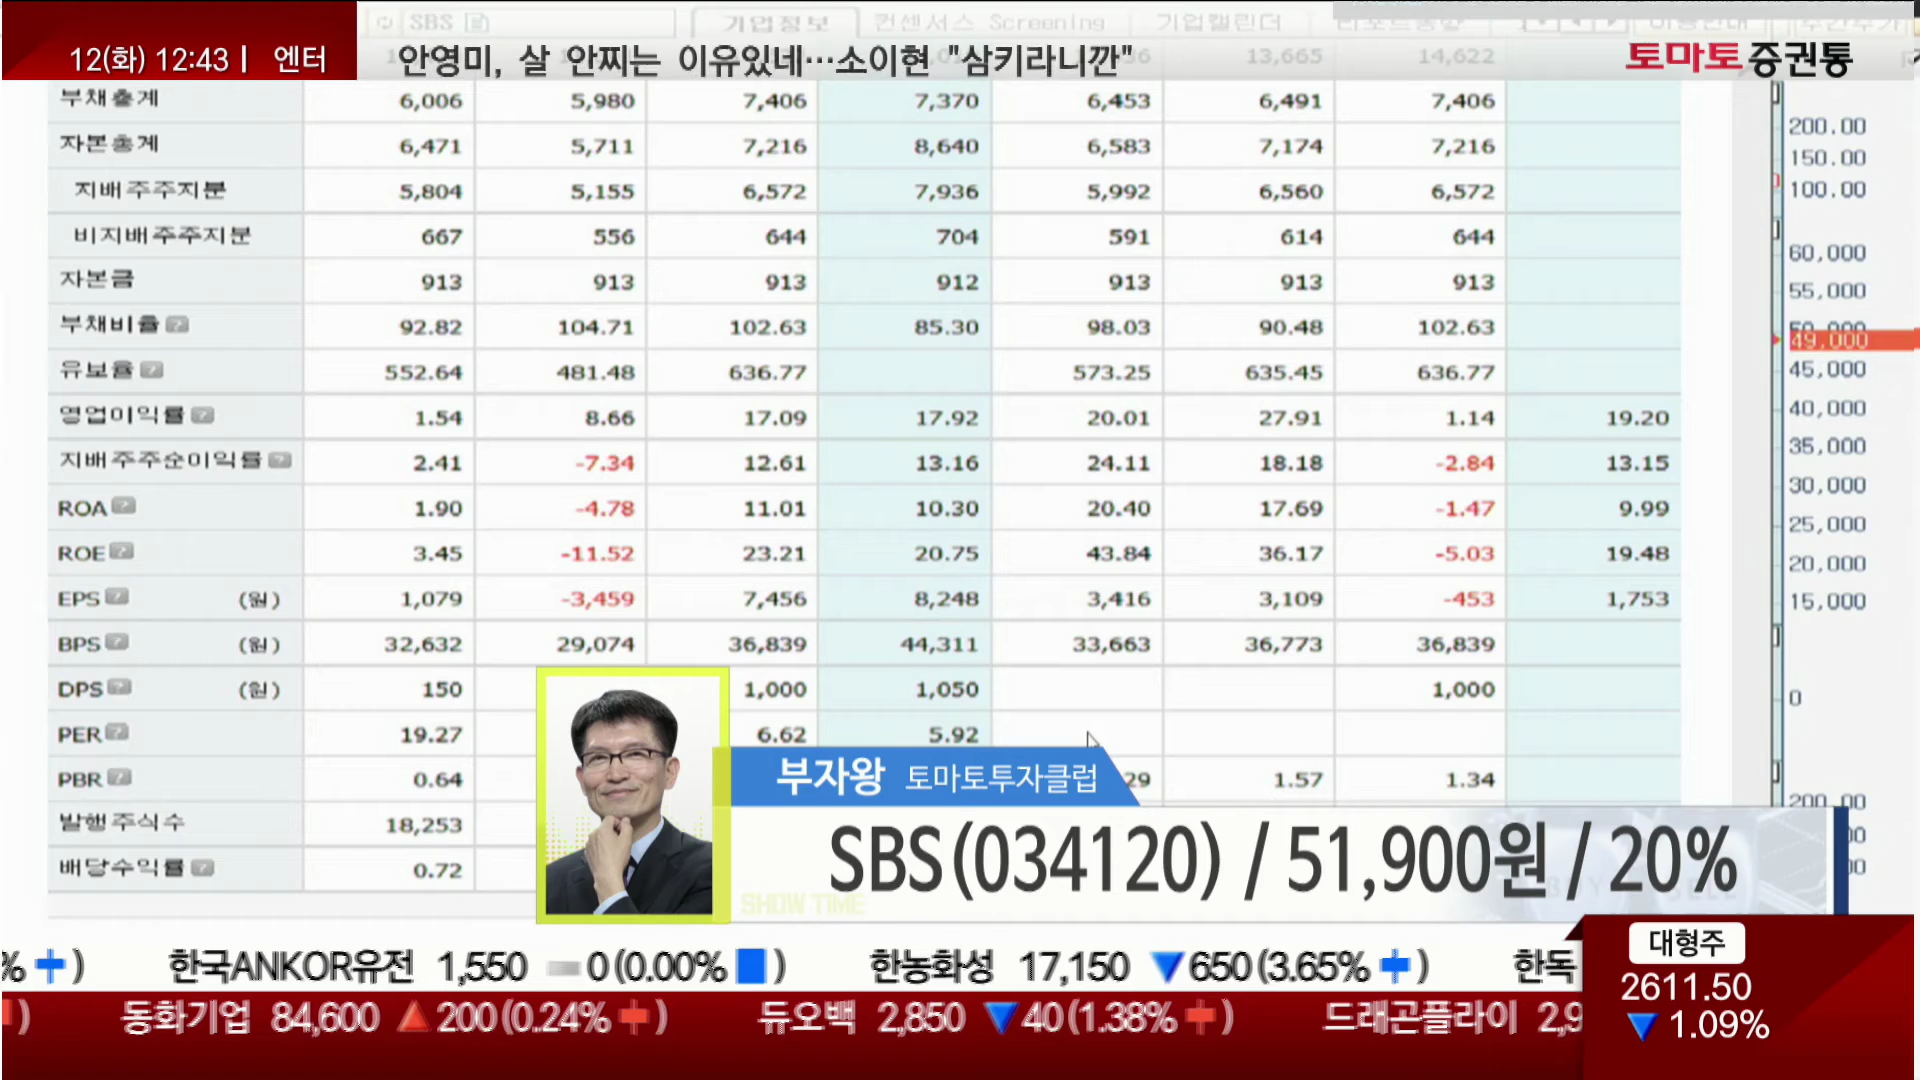 SBS 기업정보 컨센서스 Screening 기업캘린더
12(화) 12:43 | 엔터 안영미, 살 안찌는 이유있네…소이현 "삼키라니깐" 13,665 14,622 토마토증권통
부채총계 6,006 5,980 7,406 7,370 6,453 6,491 7,406
자본총계 6,471 5,711 7,216 8,640 6,583 7,174 7,216
지배주주지분 5,804 5,155 6,572 7,936 5,992 6,560 6,572
비지배주주지분 667 556 644 704 591 614 644
자본금 913 913 913 912 913 913 913
부채비율 92.82 104.71 102.63 85.30 98.03 90.48 102.63
유보율 552.64 481.48 636.77 573.25 635.45 636.77
영업이익률 1.54 8.66 17.09 17.92 20.01 27.91 1.14 19.20
지배주주순이익률 2.41 -7.34 12.61 13.16 24.11 18.18 -2.84 13.15
ROA 1.90 -4.78 11.01 10.30 20.40 17.69 -1.47 9.99
ROE 3.45 -11.52 23.21 20.75 43.84 36.17 -5.03 19.48
EPS (원) 1,079 -3,459 7,456 8,248 3,416 3,109 -453 1,753
BPS (원) 32,632 29,074 36,839 44,311 33,663 36,773 36,839
DPS (원) 150 1,000 1,050 1,000
PER 19.27 6.62 5.92
PBR 0.64 29 1.57 1.34
발행주식수 18,253
배당수익률 0.72
200.00
150.00
100.00
60,000
55,000
50,000
49,000
45,000
40,000
35,000
30,000
25,000
20,000
15,000
0
200.00
부자왕 토마토투자클럽
SBS(034120) / 51,900원 / 20%
SHOW TIME
% ) 한국ANKOR유전 1,550 0(0.00% ) 한농화성 17,150 ▼650(3.65% ) 한독
) 동화기업 84,600 ▲200(0.24% ) 듀오백 2,850 ▼40(1.38% ) 드래곤플라이 2,9
대형주
2611.50
▼ 1.09%